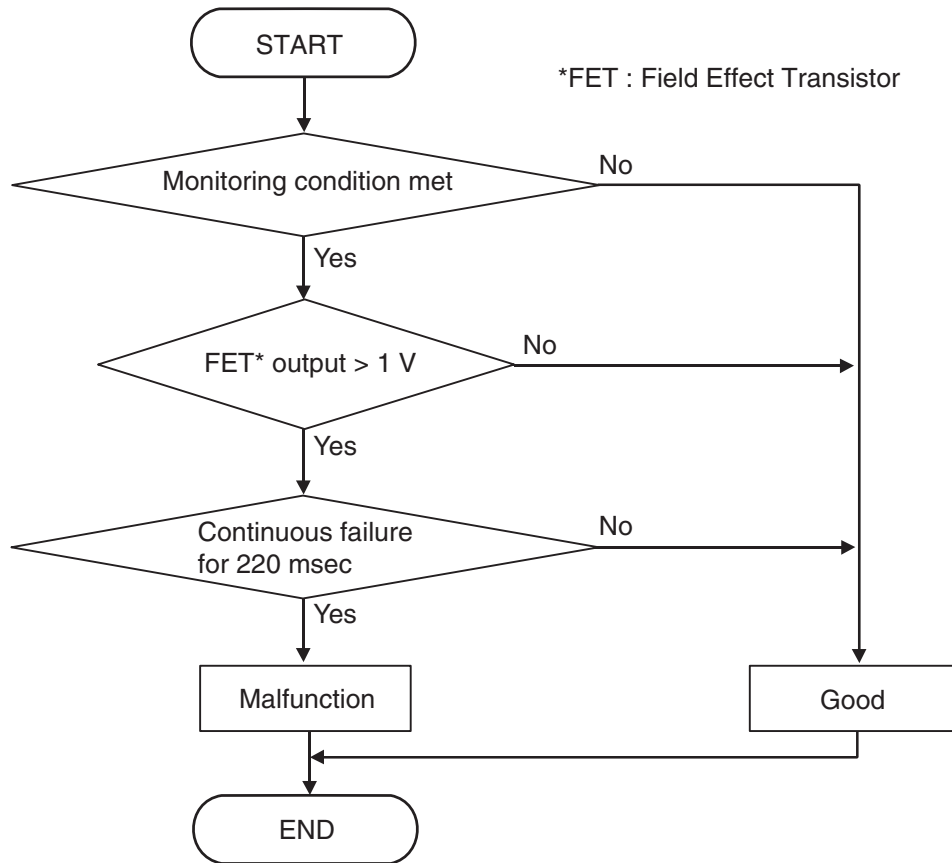 START
*FET : Field Effect Transistor
Monitoring condition met
No
Yes
FET* output > 1 V
No
Yes
Continuous failure
for 220 msec
No
Yes
Malfunction
Good
END